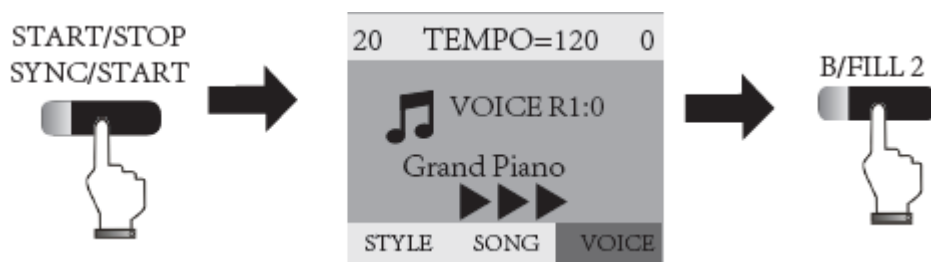 START/STOP
SYNC/START
20 TEMPO=120 0
VOICE R1:0
Grand Piano
STYLE SONG VOICE
B/FILL 2